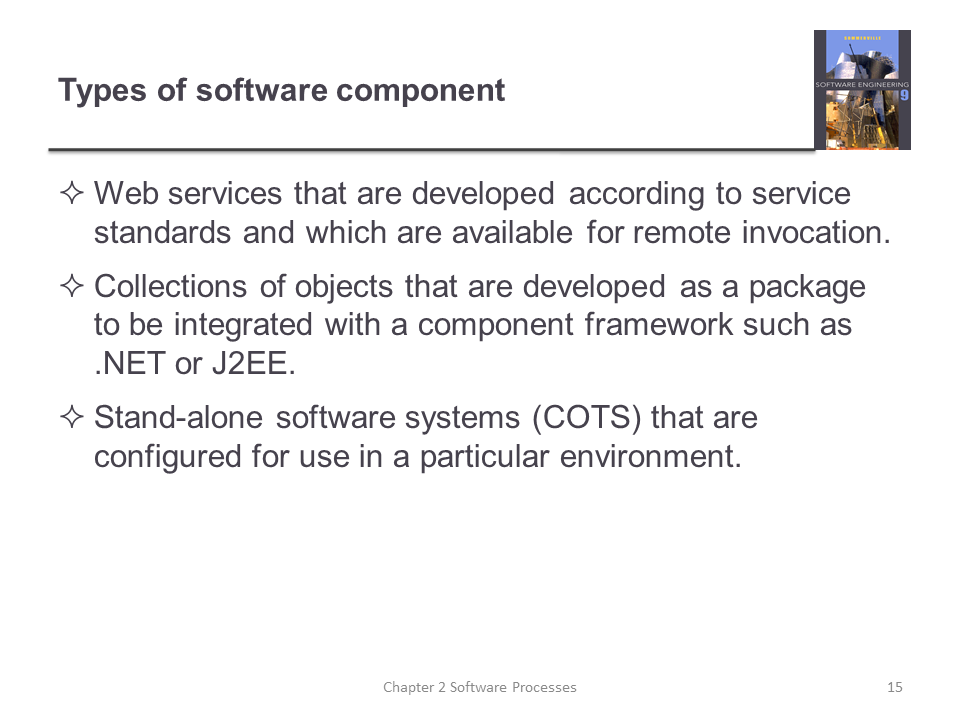 Types of software component
SOMMERVILLE
SOFTWARE ENGINEERING
9
✧ Web services that are developed according to service
standards and which are available for remote invocation.
✧ Collections of objects that are developed as a package
to be integrated with a component framework such as
.NET or J2EE.
✧ Stand-alone software systems (COTS) that are
configured for use in a particular environment.
Chapter 2 Software Processes
15